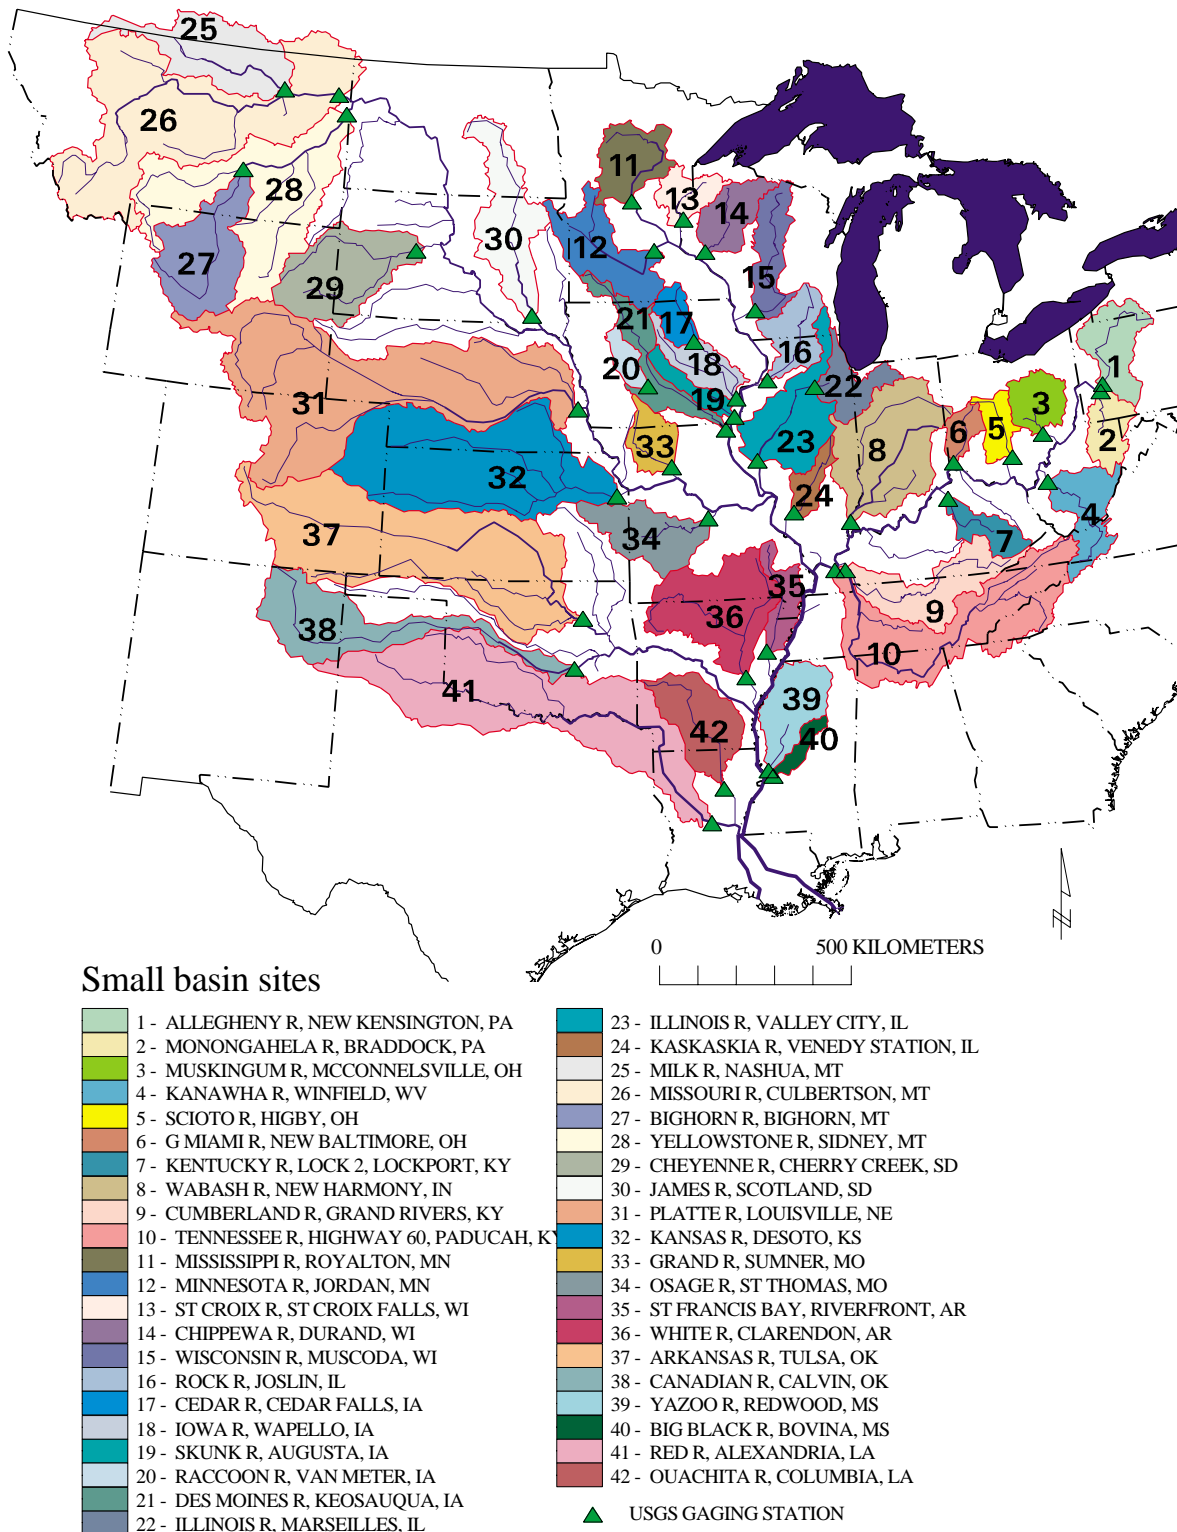 25
26
11
28
13
14
30
12
27
15
29
21
17
16
18
1
20
22
31
19
3
5
6
2
33
23
8
32
24
4
37
34
7
35
36
9
38
10
41
39
42
40
0 500 KILOMETERS
N
Small basin sites
1 - ALLEGHENY R, NEW KENSINGTON, PA
2 - MONONGAHELA R, BRADDOCK, PA
3 - MUSKINGUM R, MCCONNELSVILLE, OH
4 - KANAWHA R, WINFIELD, WV
5 - SCIOTO R, HIGBY, OH
6 - G MIAMI R, NEW BALTIMORE, OH
7 - KENTUCKY R, LOCK 2, LOCKPORT, KY
8 - WABASH R, NEW HARMONY, IN
9 - CUMBERLAND R, GRAND RIVERS, KY
10 - TENNESSEE R, HIGHWAY 60, PADUCAH, KY
11 - MISSISSIPPI R, ROYALTON, MN
12 - MINNESOTA R, JORDAN, MN
13 - ST CROIX R, ST CROIX FALLS, WI
14 - CHIPPEWA R, DURAND, WI
15 - WISCONSIN R, MUSCODA, WI
16 - ROCK R, JOSLIN, IL
17 - CEDAR R, CEDAR FALLS, IA
18 - IOWA R, WAPELLO, IA
19 - SKUNK R, AUGUSTA, IA
20 - RACCOON R, VAN METER, IA
21 - DES MOINES R, KEOSAUQUA, IA
22 - ILLINOIS R, MARSEILLES, IL
23 - ILLINOIS R, VALLEY CITY, IL
24 - KASKASKIA R, VENEDY STATION, IL
25 - MILK R, NASHUA, MT
26 - MISSOURI R, CULBERTSON, MT
27 - BIGHORN R, BIGHORN, MT
28 - YELLOWSTONE R, SIDNEY, MT
29 - CHEYENNE R, CHERRY CREEK, SD
30 - JAMES R, SCOTLAND, SD
31 - PLATTE R, LOUISVILLE, NE
32 - KANSAS R, DESOTO, KS
33 - GRAND R, SUMNER, MO
34 - OSAGE R, ST THOMAS, MO
35 - ST FRANCIS BAY, RIVERFRONT, AR
36 - WHITE R, CLARENDON, AR
37 - ARKANSAS R, TULSA, OK
38 - CANADIAN R, CALVIN, OK
39 - YAZOO R, REDWOOD, MS
40 - BIG BLACK R, BOVINA, MS
41 - RED R, ALEXANDRIA, LA
42 - OUACHITA R, COLUMBIA, LA
USGS GAGING STATION